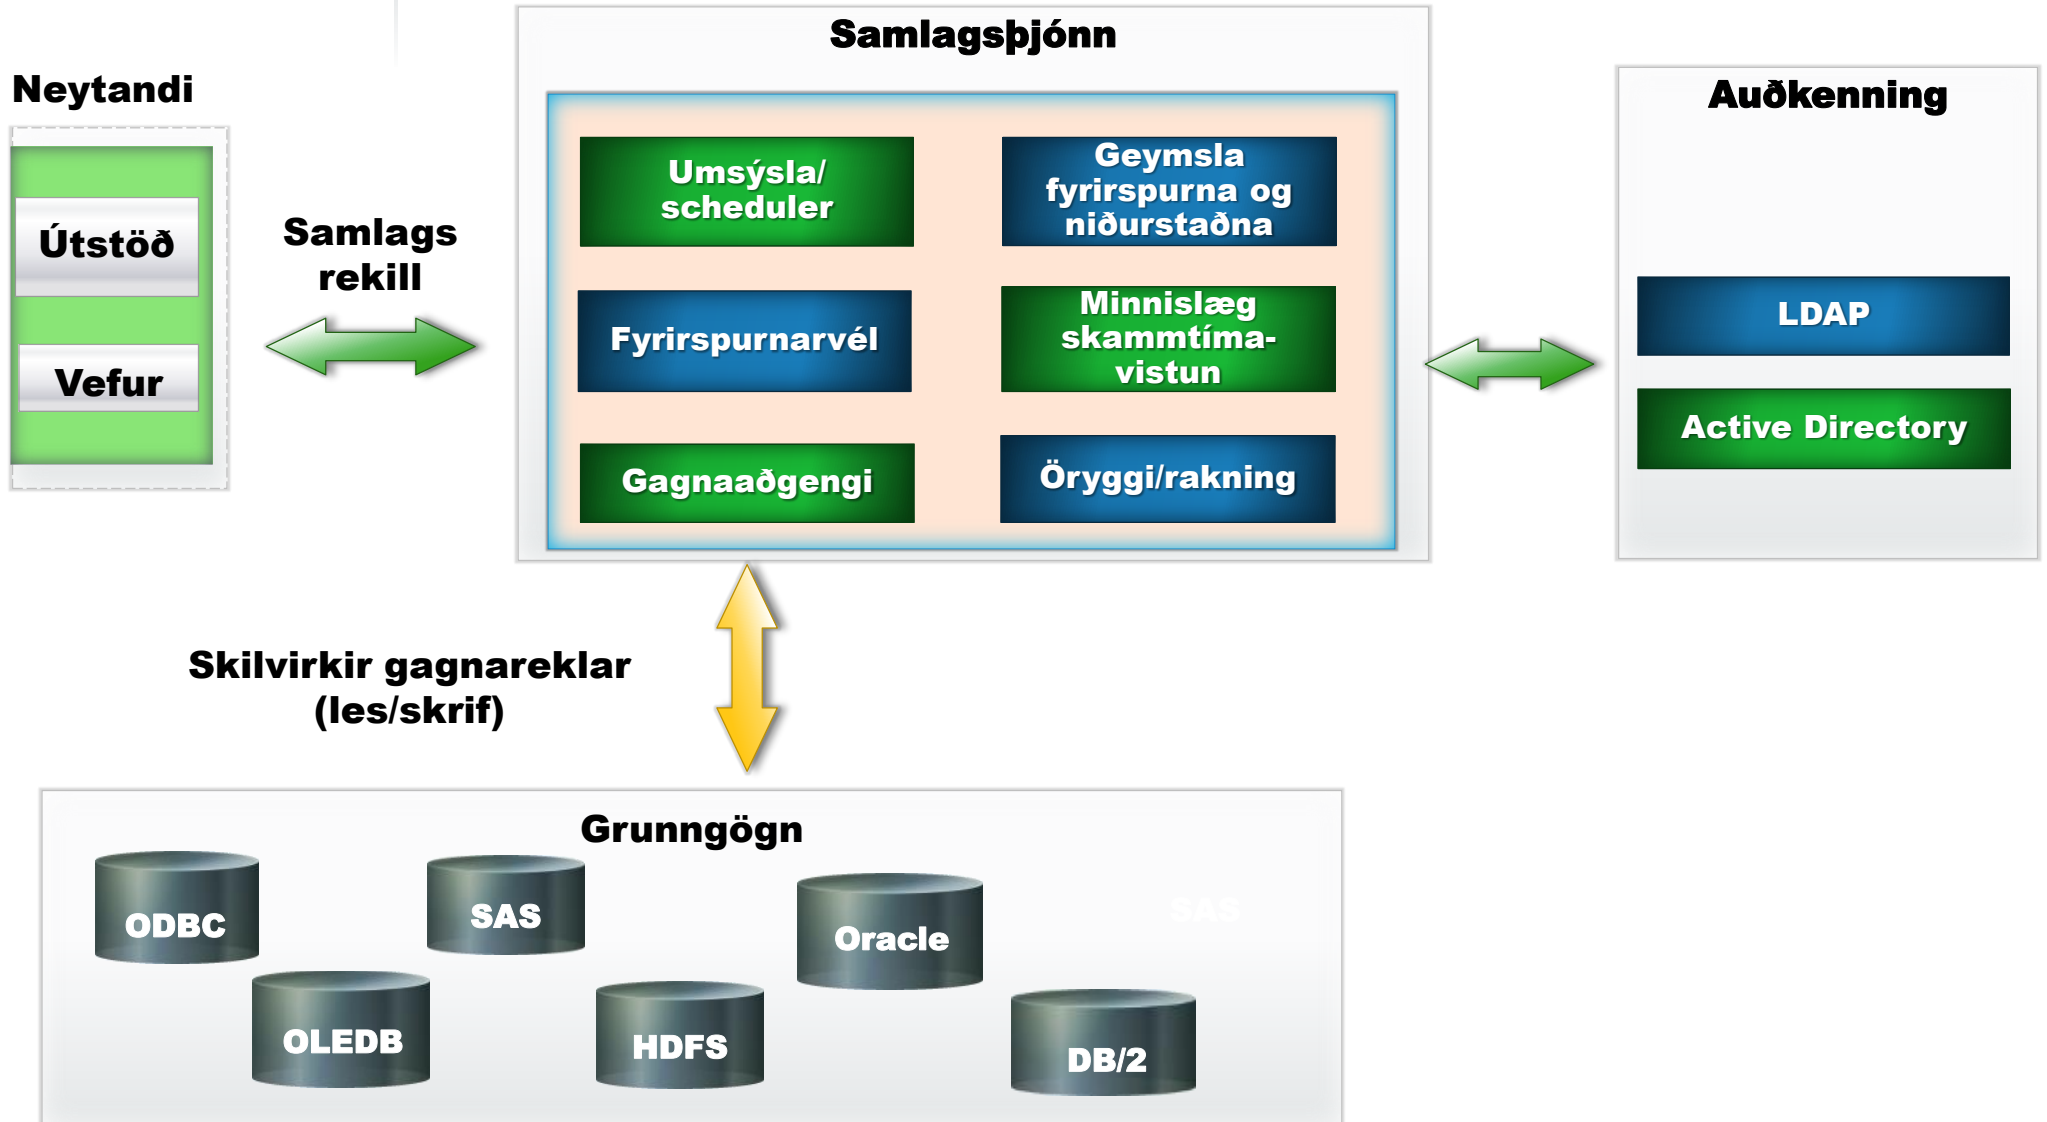 Samlagsþjónn
Neytandi
Auðkenning
Útstöð
Vefur
Samlags
rekill
Umsýsla/
scheduler
Geymsla
fyrirspurna og
niðurstaðna
Fyrirspurnarvél
Minnislæg
skammtíma-
vistun
Gagnaaðgengi
Öryggi/rakning
LDAP
Active Directory
Skilvirkir gagnareklar
(les/skrif)
Grunngögn
ODBC
SAS
Oracle
SAS
OLEDB
HDFS
DB/2